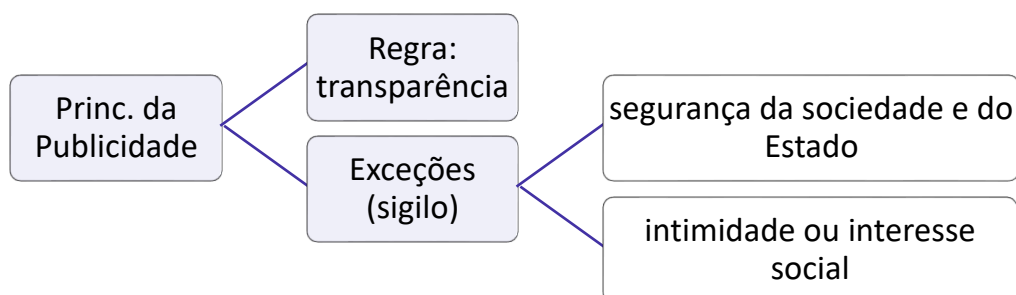 Princ. da
Publicidade
Regra:
transparência
Exceções
(sigilo)
segurança da sociedade e do
Estado
intimidade ou interesse
social